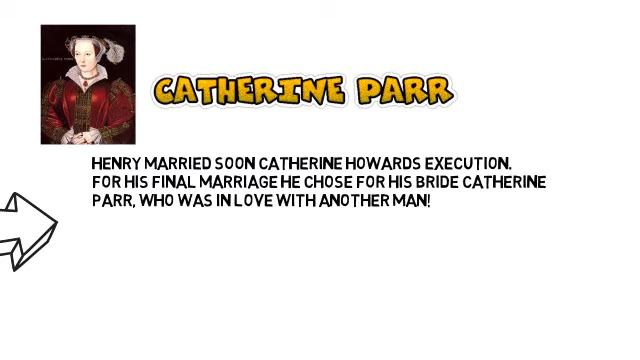 CATHERINE PARR
HENRY MARRIED SOON CATHERINE HOWARDS EXECUTION.
FOR HIS FINAL MARRIAGE HE CHOSE FOR HIS BRIDE CATHERINE
PARR, WHO WAS IN LOVE WITH ANOTHER MAN!